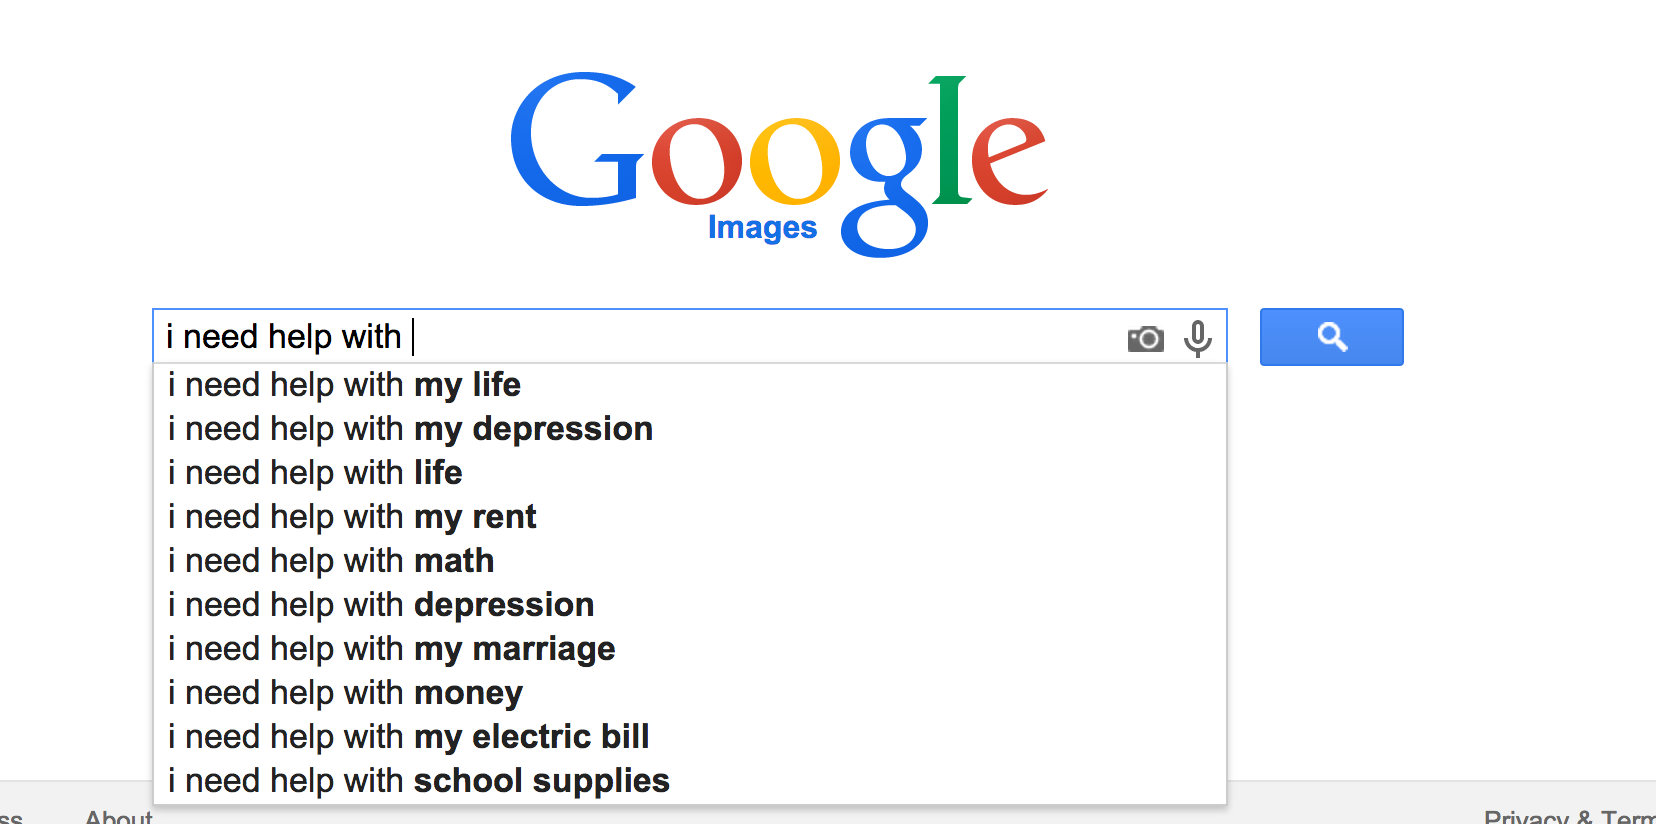 Google
Images
i need help with
i need help with my life
i need help with my depression
i need help with life
i need help with my rent
i need help with math
i need help with depression
i need help with my marriage
i need help with money
i need help with my electric bill
i need help with school supplies
ss About Privacy & Term